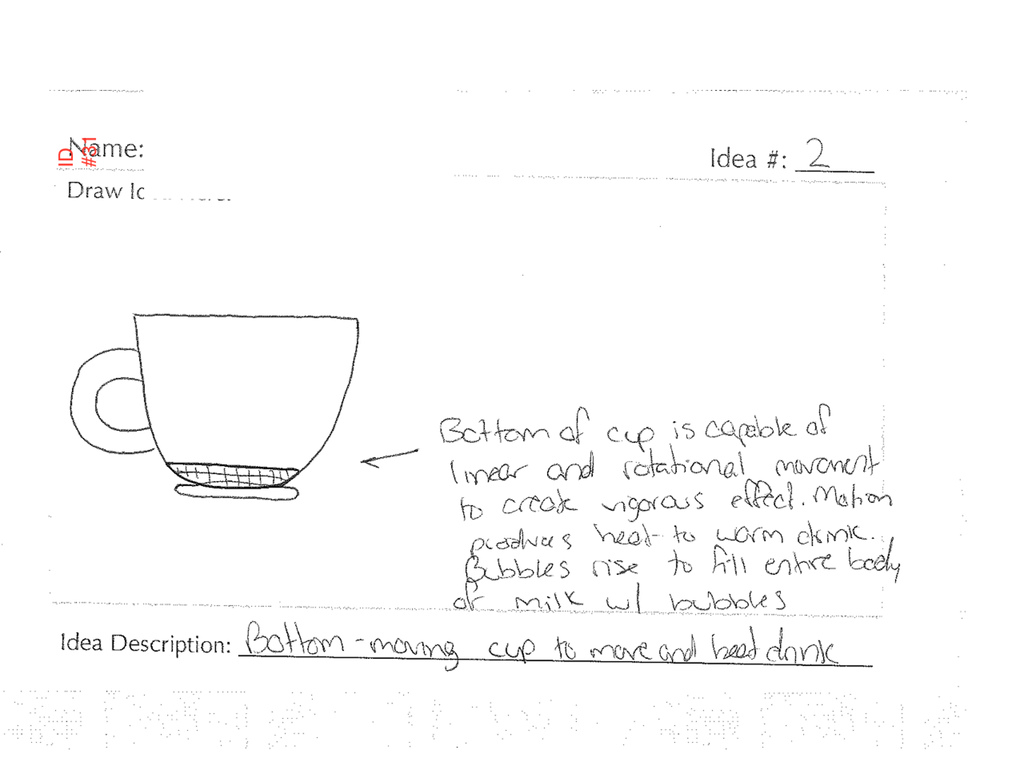 Name:
ID
#31
Idea #: 2
Draw
Bottom of cup is capable of
linear and rotational movement
to create vigorous effect. Motion
produces heat to warm drink.
Bubbles rise to fill entire body
of milk w/ bubbles
Idea Description: Bottom-moving cup to move and heat drink